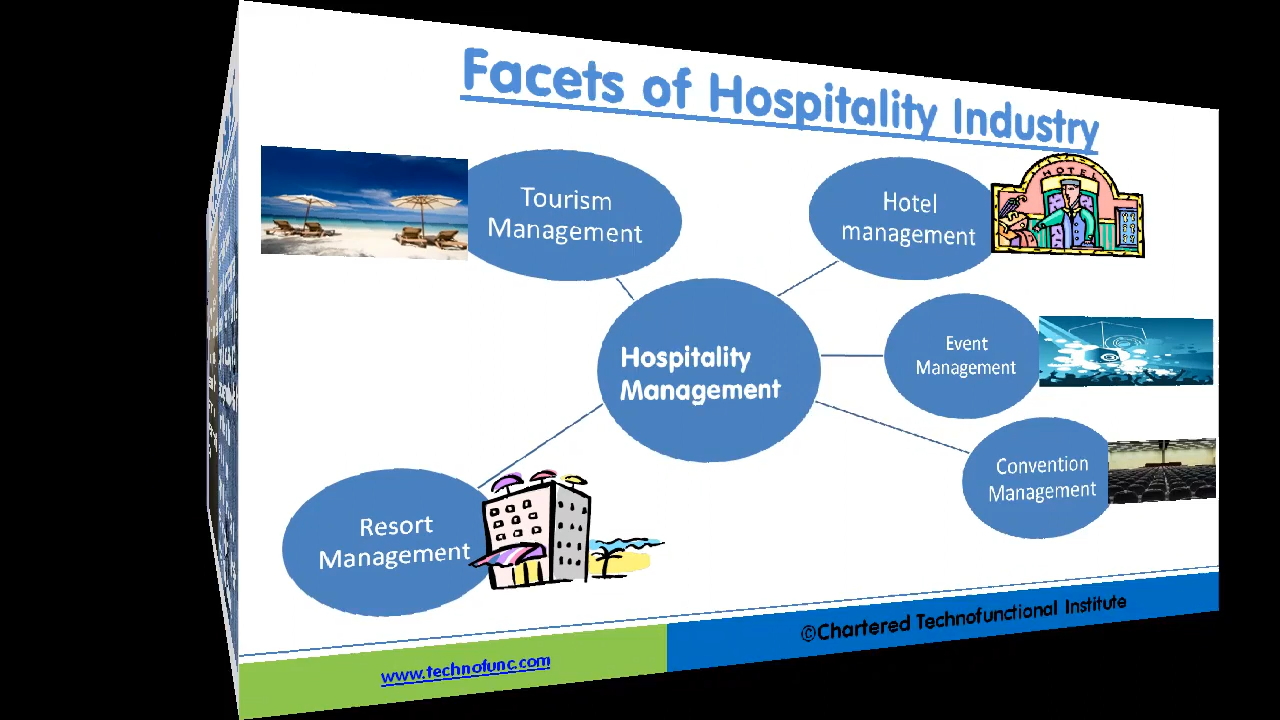 Facets of Hospitality Industry
Tourism
Management
Hotel
management
HOTEL
Hospitality
Management
Event
Management
Convention
Management
Resort
Management
www.technofunc.com
©Chartered Technofunctional Institute